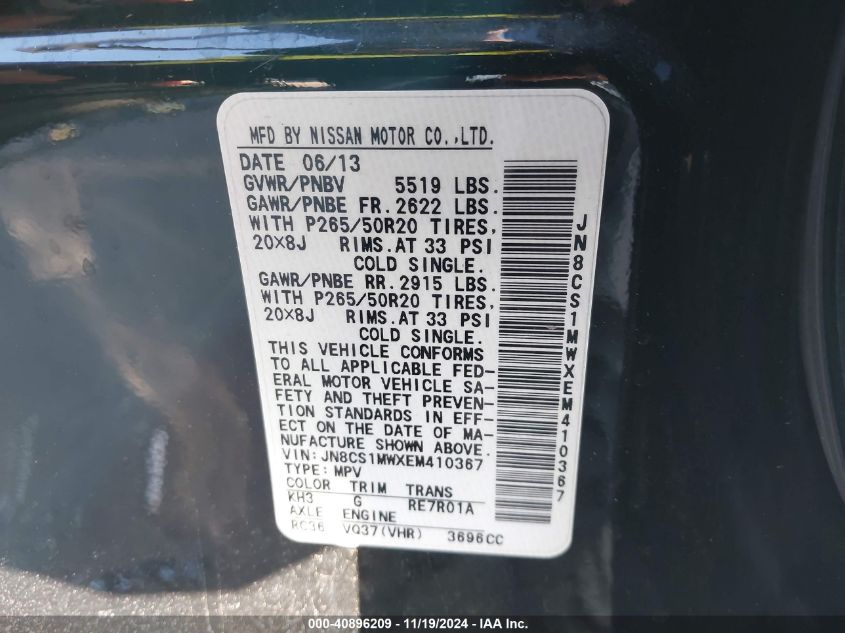 MFD BY NISSAN MOTOR CO.,LTD.
DATE 06/13
GVWR/PNBV 5519 LBS.
GAWR/PNBE FR. 2622 LBS.
WITH P265/50R20 TIRES,
20X8J RIMS.AT 33 PSI
COLD SINGLE.
GAWR/PNBE RR. 2915 LBS.
WITH P265/50R20 TIRES,
20X8J RIMS.AT 33 PSI
COLD SINGLE.
THIS VEHICLE CONFORMS
TO ALL APPLICABLE FED-
ERAL MOTOR VEHICLE SA-
FETY AND THEFT PREVEN-
TION STANDARDS IN EFF-
ECT ON THE DATE OF MA-
NUFACTURE SHOWN ABOVE.
VIN: JN8CS1MWXEM410367
TYPE: MPV
COLOR TRIM TRANS
KH3 G RE7R01A
AXLE ENGINE
RC36 VQ37(VHR) 3696CC
JN8CS1MWXEM410367
000-40896209 - 11/19/2024 - IAA Inc.